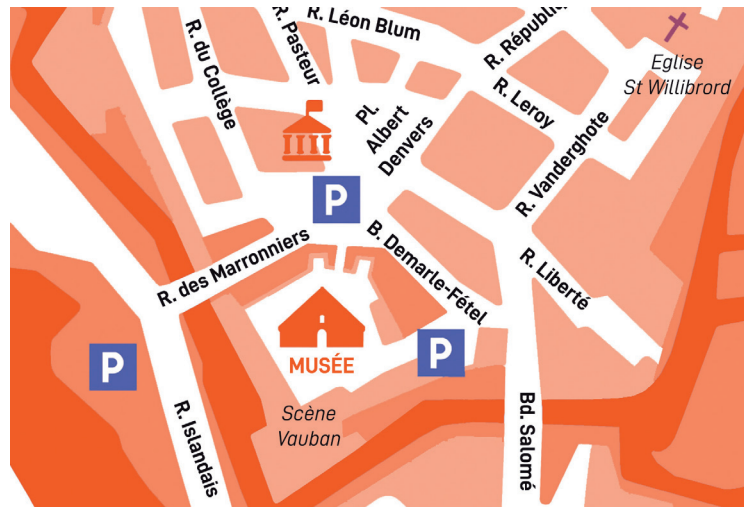 R. Léon Blum
R. Pasteur
R. du Collège
R. Républi
Eglise
St Willibrord
R. Leroy
Pl.
Albert
Denvers
R. Vanderghote
P
B. Demarle-Fétel
R. des Marronniers
R. Liberté
P
P
MUSÉE
Scène
Vauban
R. Islandais
Bd. Salomé